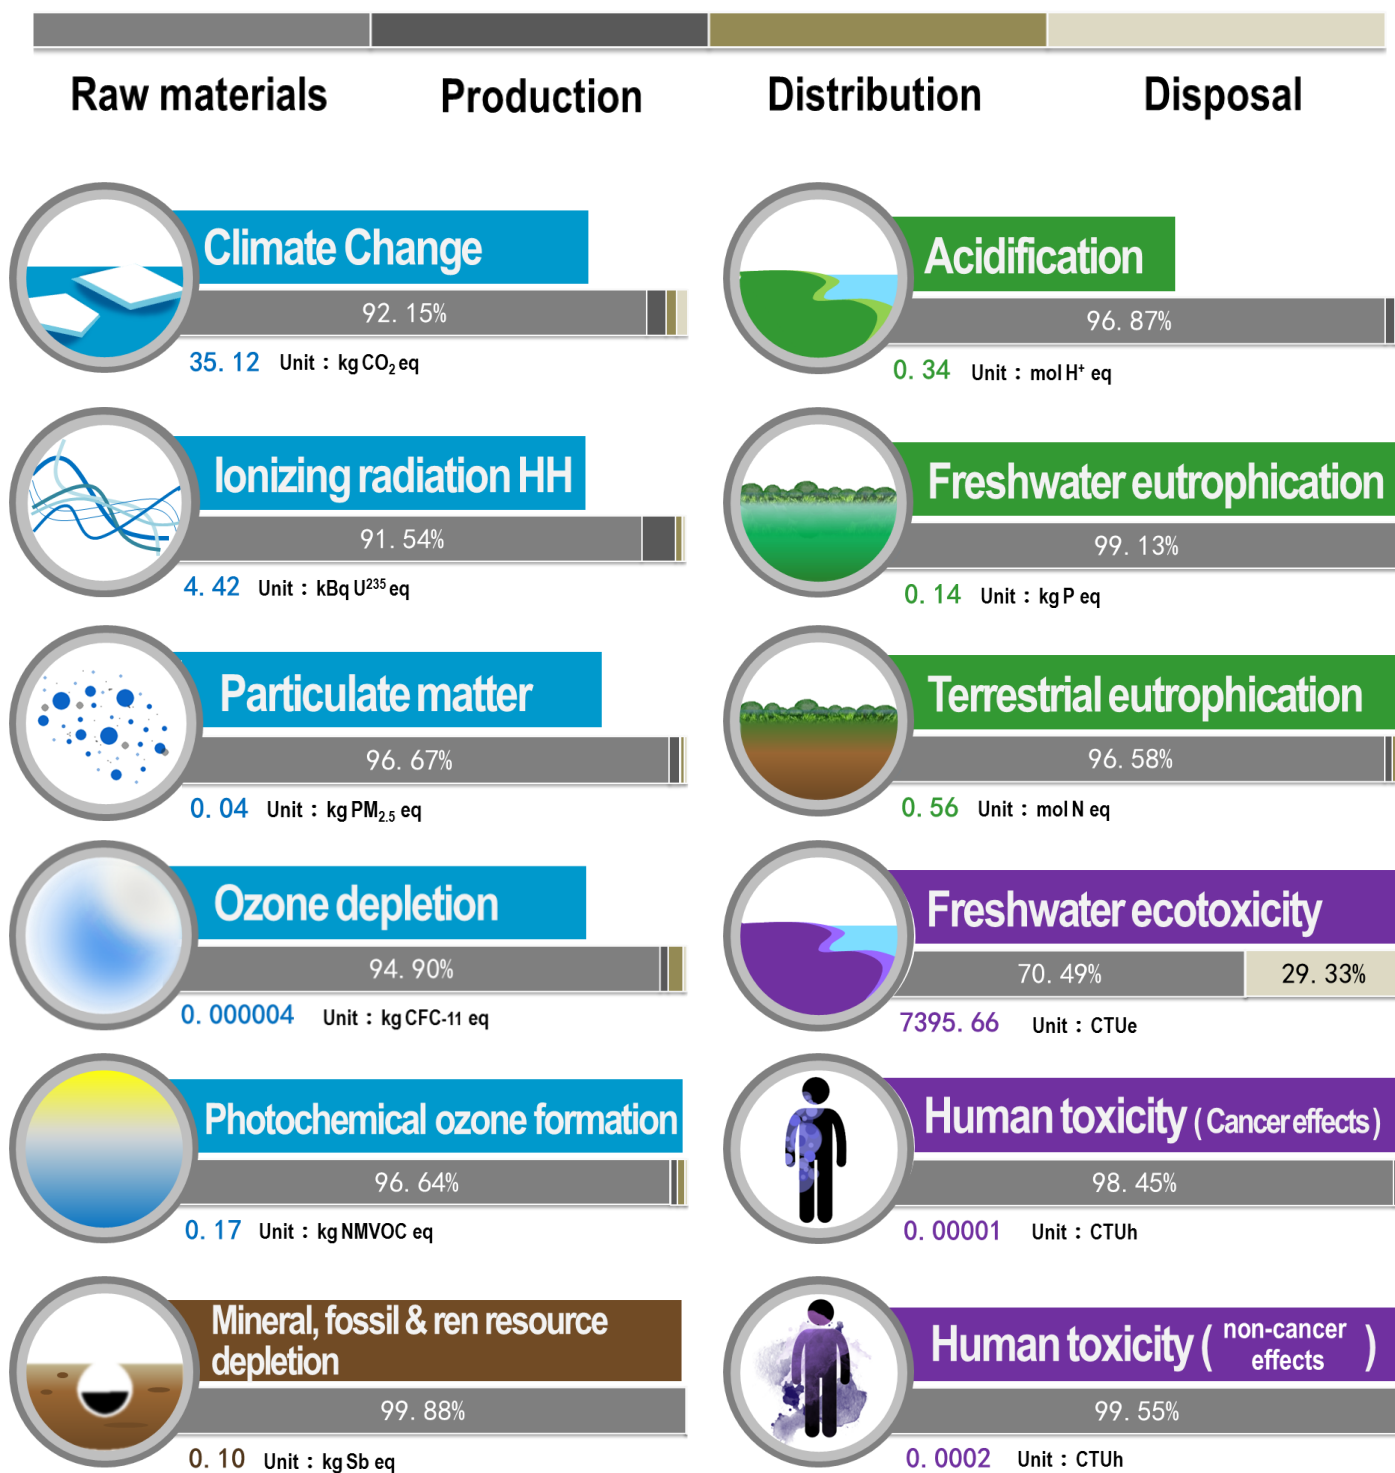 Raw materials
Production
Distribution
Disposal
Climate Change
92.15%
35.12 Unit : kg CO₂ eq
Ionizing radiation HH
91.54%
4.42 Unit : kBq U²³⁵ eq
Particulate matter
96.67%
0.04 Unit : kg PM₂.₅ eq
Ozone depletion
94.90%
0.000004 Unit : kg CFC-11 eq
Photochemical ozone formation
96.64%
0.17 Unit : kg NMVOC eq
Mineral, fossil & ren resource
depletion
99.88%
0.10 Unit : kg Sb eq
Acidification
96.87%
0.34 Unit : mol H⁺ eq
Freshwater eutrophication
99.13%
0.14 Unit : kg P eq
Terrestrial eutrophication
96.58%
0.56 Unit : mol N eq
Freshwater ecotoxicity
70.49% 29.33%
7395.66 Unit : CTUe
Human toxicity ( Cancer effects )
98.45%
0.00001 Unit : CTUh
Human toxicity ( non-cancer
effects )
99.55%
0.0002 Unit : CTUh